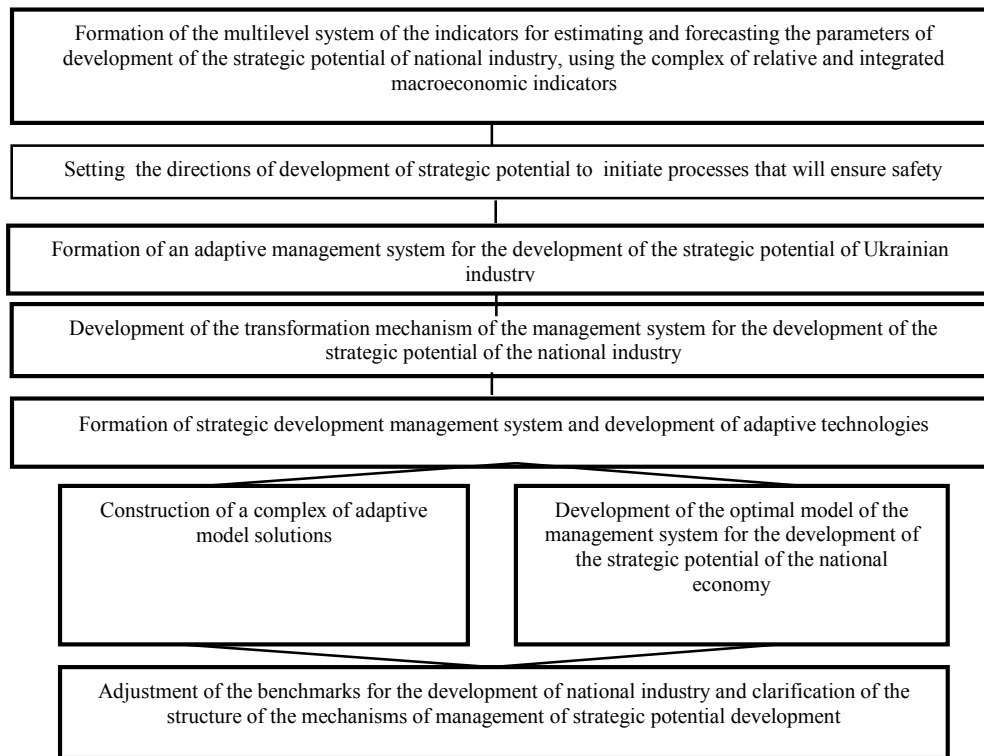 Formation of the multilevel system of the indicators for estimating and forecasting the parameters of
development of the strategic potential of national industry, using the complex of relative and integrated
macroeconomic indicators
Setting the directions of development of strategic potential to initiate processes that will ensure safety
Formation of an adaptive management system for the development of the strategic potential of Ukrainian
industry
Development of the transformation mechanism of the management system for the development of the
strategic potential of the national industry
Formation of strategic development management system and development of adaptive technologies
Construction of a complex of adaptive
model solutions
Development of the optimal model of the
management system for the development of
the strategic potential of the national
economy
Adjustment of the benchmarks for the development of national industry and clarification of the
structure of the mechanisms of management of strategic potential development